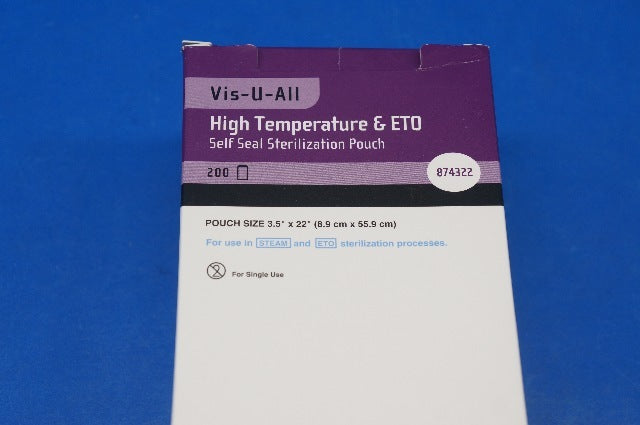 Vis-U-All
High Temperature & ETO
Self Seal Sterilization Pouch
200
874322
POUCH SIZE 3.5" x 22" (8.9 cm x 55.9 cm)
For use in STEAM and ETO sterilization processes.
2
For Single Use